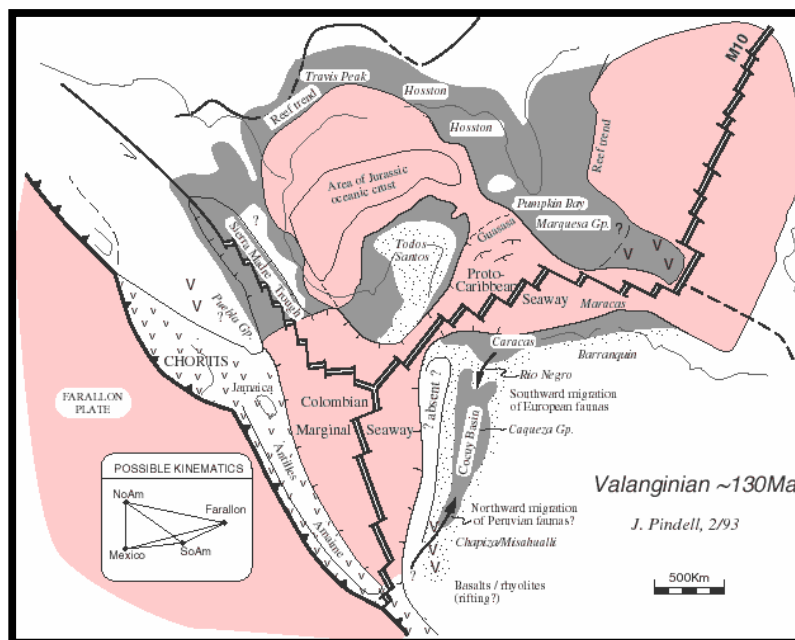 M10
Travis Peak
Reef trend
Hosston
Hosston
Reef trend
Area of Jurassic
oceanic crust
Pumpkin Bay
Marquesa Gp.
?
V V
V
Guasasa
Todos
Santos
?
Sierra Madre
Trough
Proto-
Caribbean
Seaway
Maracas
Puebla Gp.
?
V
V
CHORTIS
Caracas
Barranquin
Rio Negro
Jamaica
FARALLON
PLATE
Colombian
Marginal Seaway
? absent ?
Southward migration
of European faunas
Cocuy Basin
Caqueza Gp.
Antilles
Amaime
POSSIBLE KINEMATICS
NoAm
Farallon
Mexico
SoAm
Valanginian ~130Ma
Northward migration
of Peruvian faunas?
J. Pindell, 2/93
Chapiza/Misahualli
V
V
V
?
Basalts / rhyolites
(rifting?)
500Km